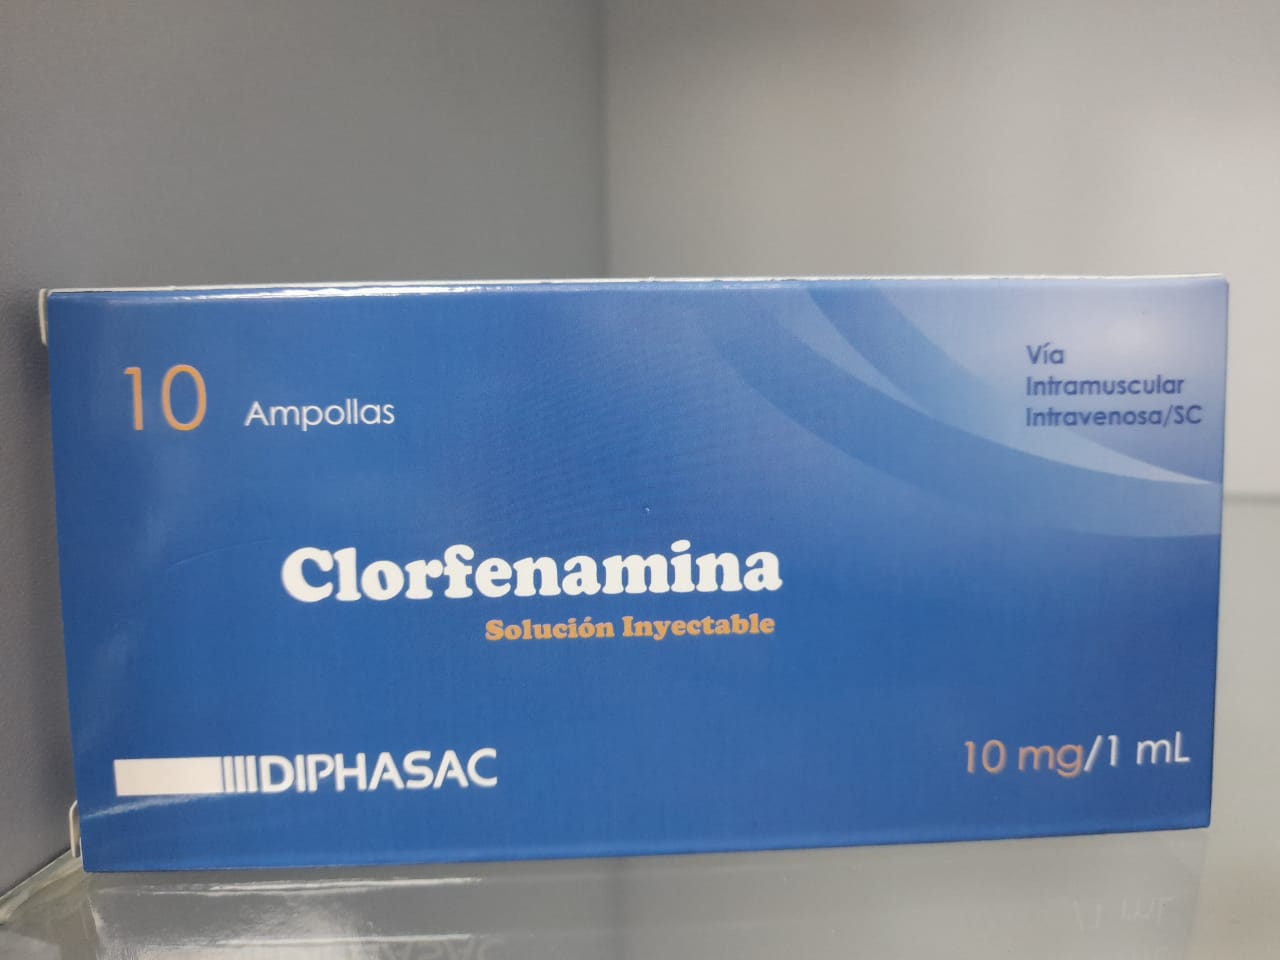 10 Ampollas
Vía
Intramuscular
Intravenosa/SC
Clorfenamina
Solución Inyectable
DIPHASAC
10 mg/1 mL